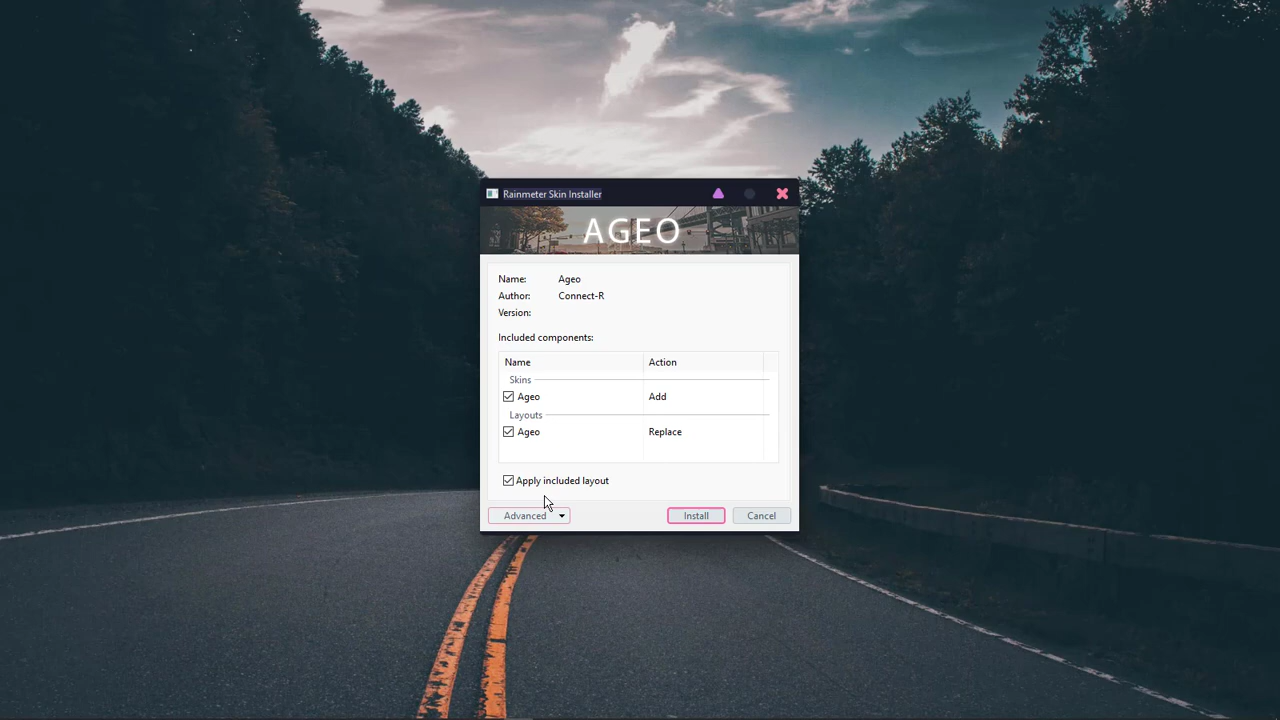 Rainmeter Skin Installer
AGEO
Name: Ageo
Author: Connect-R
Version:
Included components:
Name Action
Skins
Ageo Add
Layouts
Ageo Replace
Apply included layout
Advanced Install Cancel